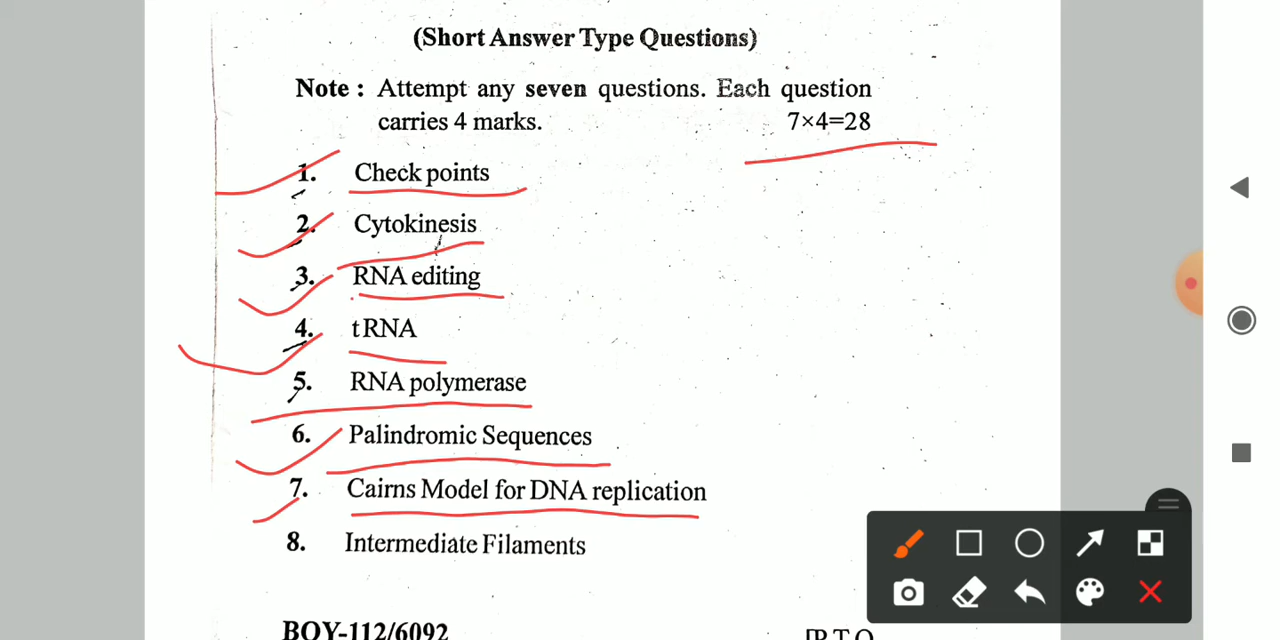 (Short Answer Type Questions)
Note : Attempt any seven questions. Each question
carries 4 marks. 7×4=28
1. Check points
2. Cytokinesis
3. RNA editing
4. tRNA
5. RNA polymerase
6. Palindromic Sequences
7. Cairns Model for DNA replication
8. Intermediate Filaments
BOY-112/6092 [P.T.O.